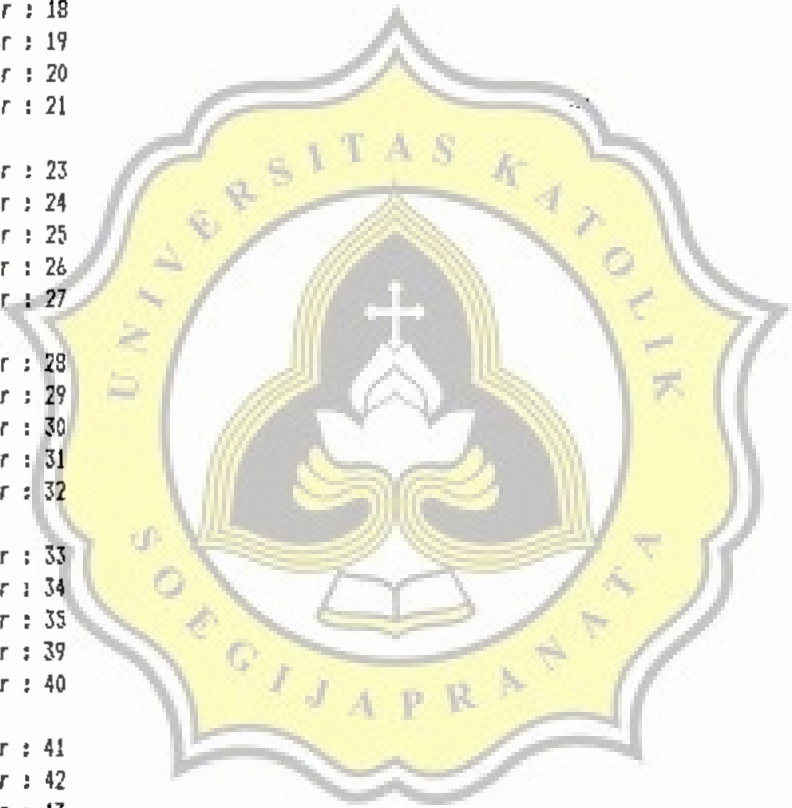 r : 18
r : 19
r : 20
r : 21
r : 23
r : 24
r : 25
r : 26
r : 27
r : 28
r : 29
r : 30
r : 31
r : 32
r : 33
r : 34
r : 35
r : 39
r : 40
r : 41
r : 42
UNIVERSITAS KATOLIK
SOEGIJAPRANATA